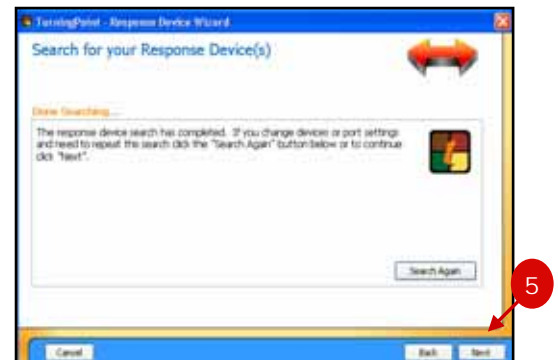 TurningPoint - Response Device Wizard
Search for your Response Device(s)
Done Searching...
The response device search has completed. If you change devices or port settings
and need to repeat the search click the "Search Again" button below or to continue
click "Next".
Search Again
5
Cancel
Back
Next